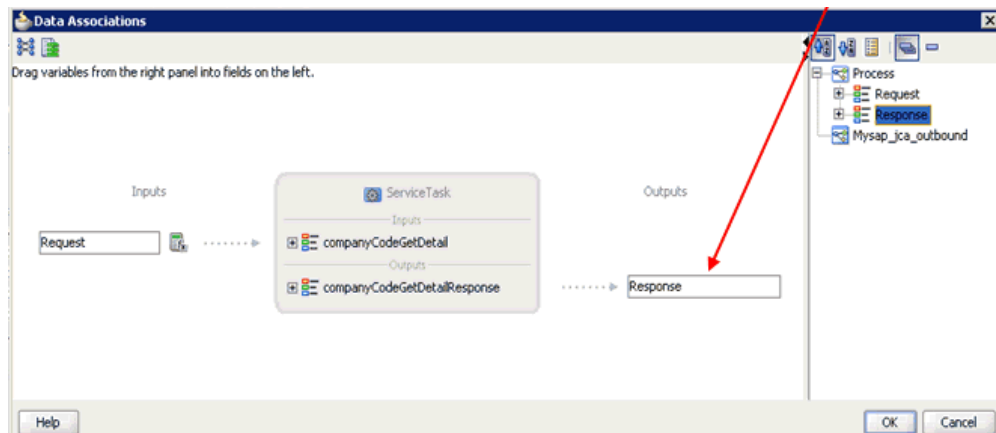 Data Associations
Drag variables from the right panel into fields on the left.
Process
Request
Response
Mysap_jca_outbound
Inputs
ServiceTask
Outputs
Inputs
Request
companyCodeGetDetail
Outputs
companyCodeGetDetailResponse
Response
Help
OK
Cancel